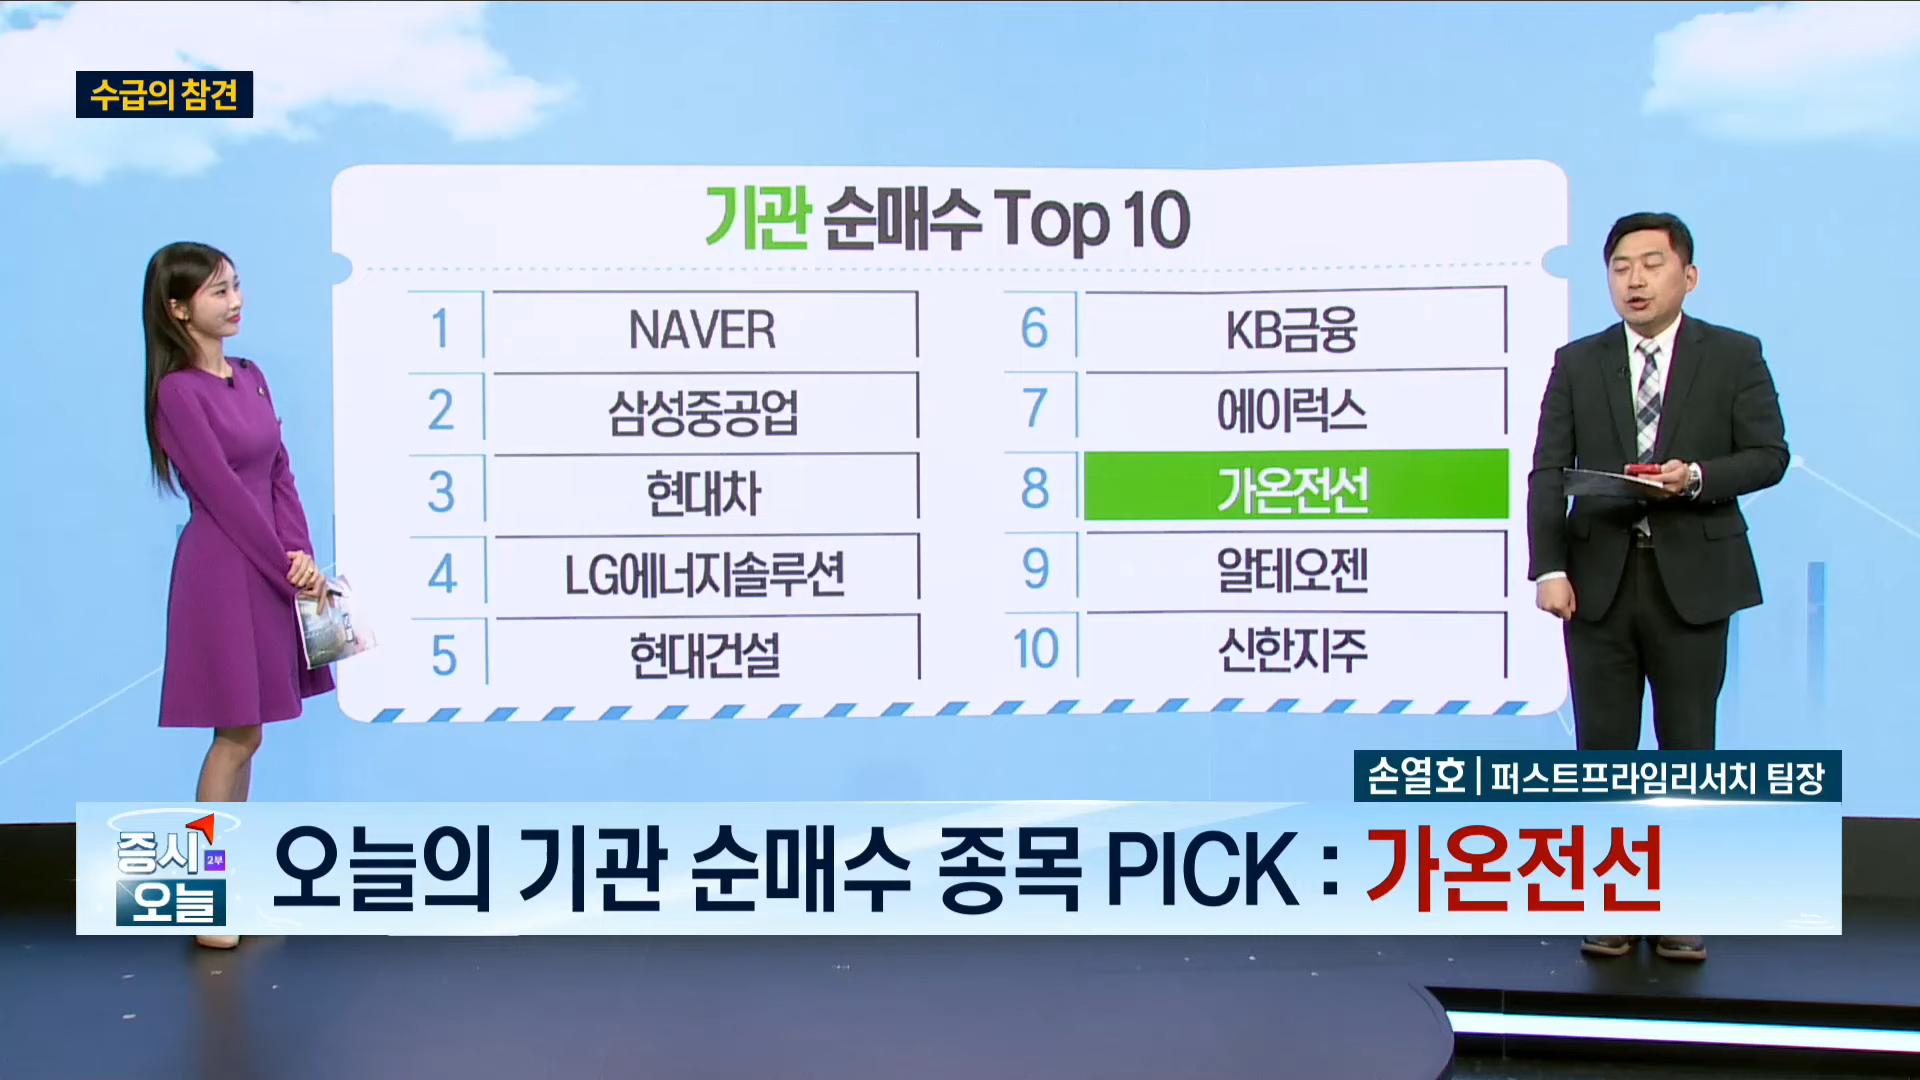 수급의 참견
기관 순매수 Top 10
1 NAVER
2 삼성중공업
3 현대차
4 LG에너지솔루션
5 현대건설
6 KB금융
7 에이럭스
8 가온전선
9 알테오젠
10 신한지주
손열호 | 퍼스트프라임리서치 팀장
증시 2부
오늘
오늘의 기관 순매수 종목 PICK : 가온전선